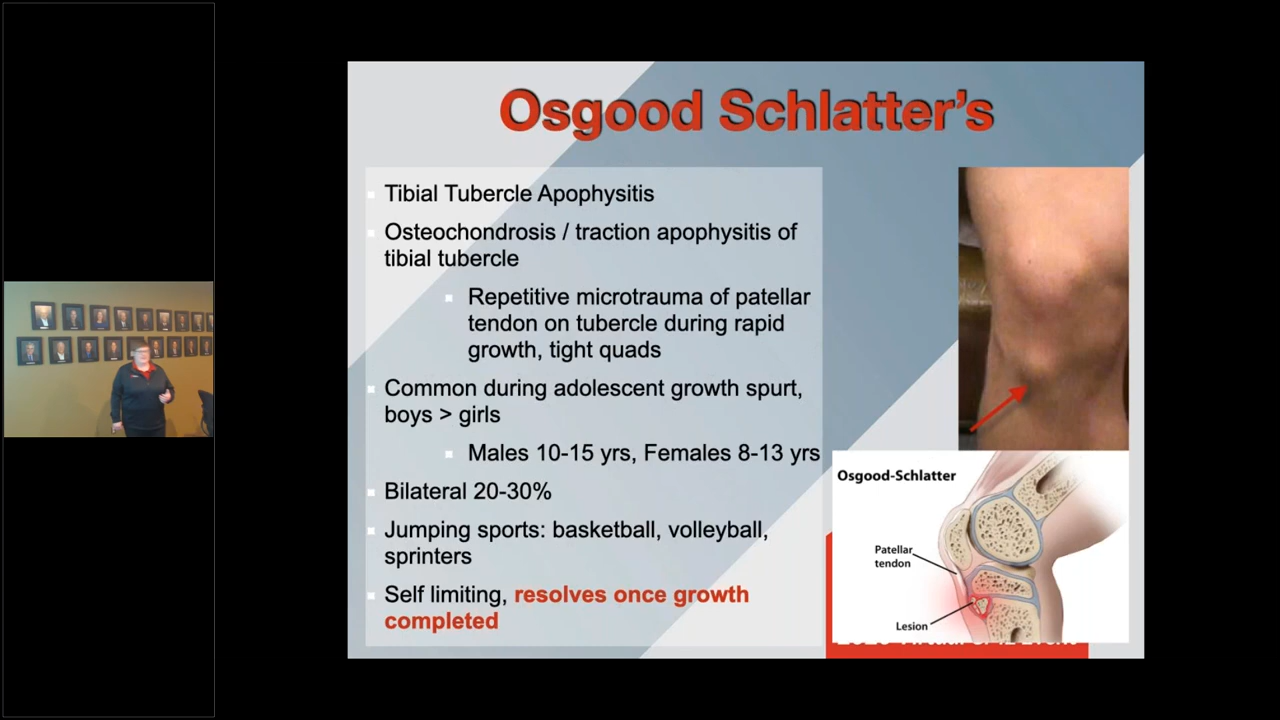 Osgood Schlatter's
Tibial Tubercle Apophysitis
Osteochondrosis / traction apophysitis of
tibial tubercle
Repetitive microtrauma of patellar
tendon on tubercle during rapid
growth, tight quads
Common during adolescent growth spurt,
boys > girls
Males 10-15 yrs, Females 8-13 yrs
Bilateral 20-30%
Jumping sports: basketball, volleyball,
sprinters
Self limiting, resolves once growth
completed
Osgood-Schlatter
Patellar
tendon
Lesion